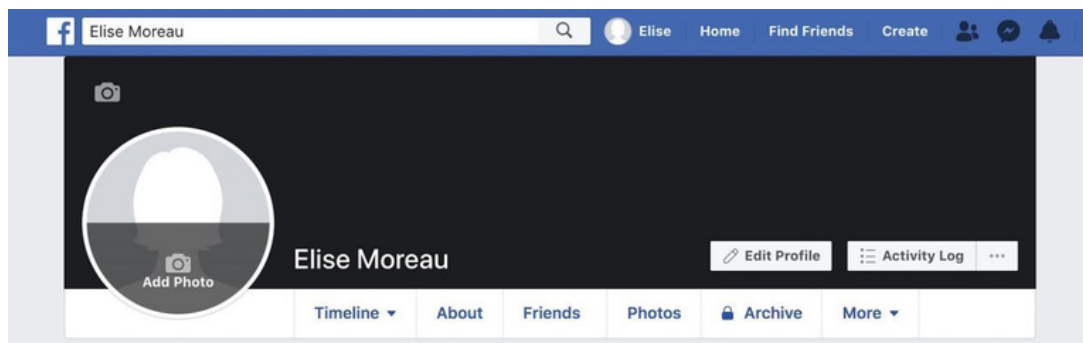 f Elise Moreau Elise Home Find Friends Create
Elise Moreau Edit Profile Activity Log ...
Add Photo
Timeline About Friends Photos Archive More